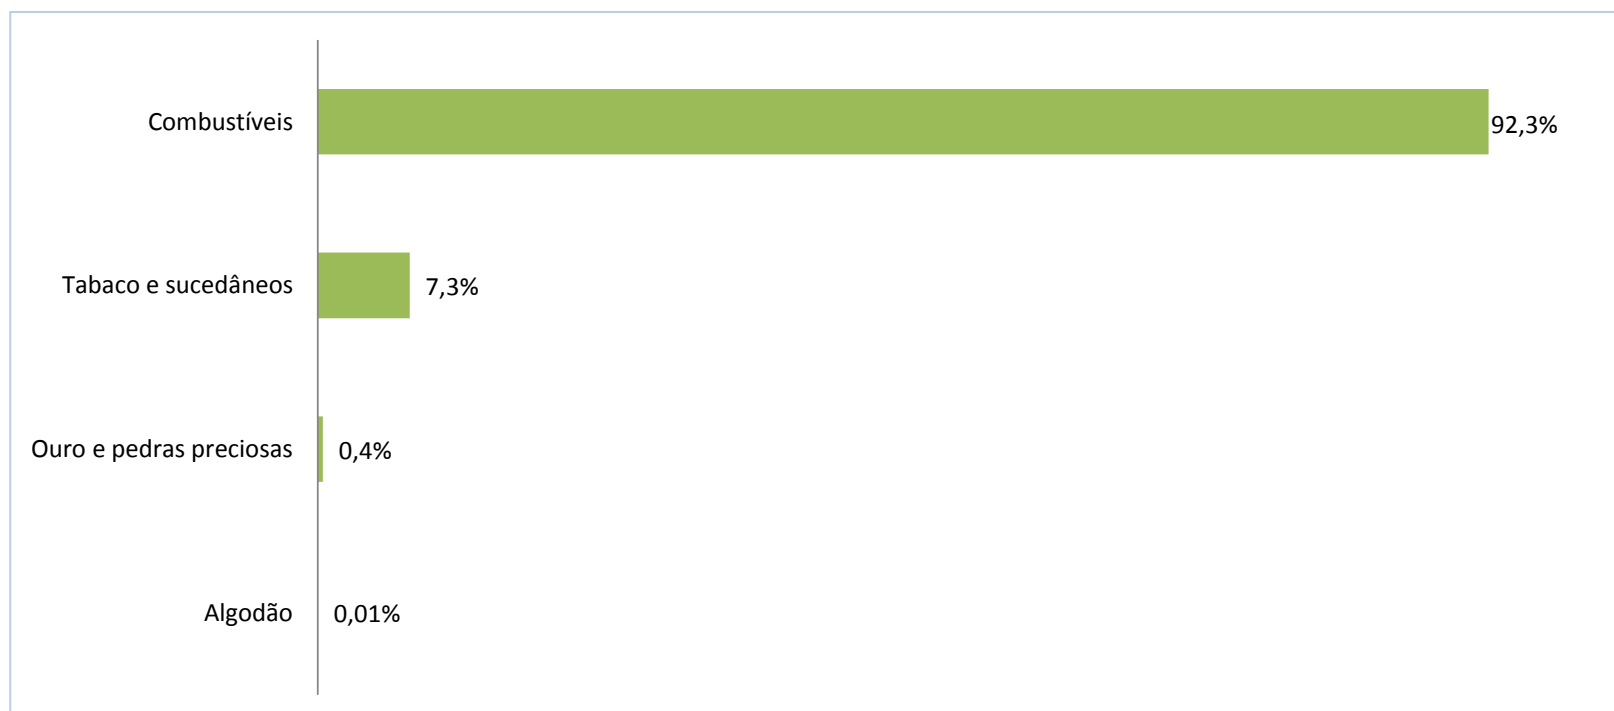 Combustíveis
92,3%
Tabaco e sucedâneos
7,3%
Ouro e pedras preciosas
0,4%
Algodão
0,01%